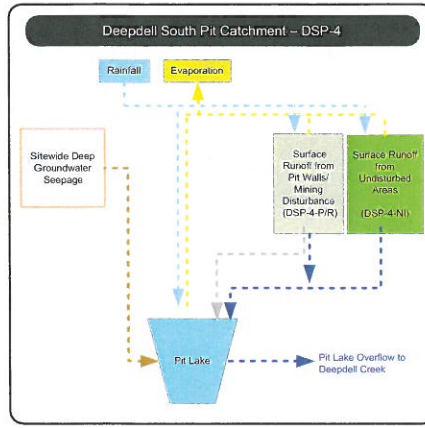 Deepdell South Pit Catchment – DSP-4
Rainfall
Evaporation
Sitewide Deep
Groundwater
Seepage
Surface
Runoff
from
Pit Walls/
Mining
Disturbance
(DSP-4-P/R)
Surface Runoff
from
Undisturbed
Areas
(DSP-4-NI)
Pit Lake
Pit Lake Overflow to
Deepdell Creek